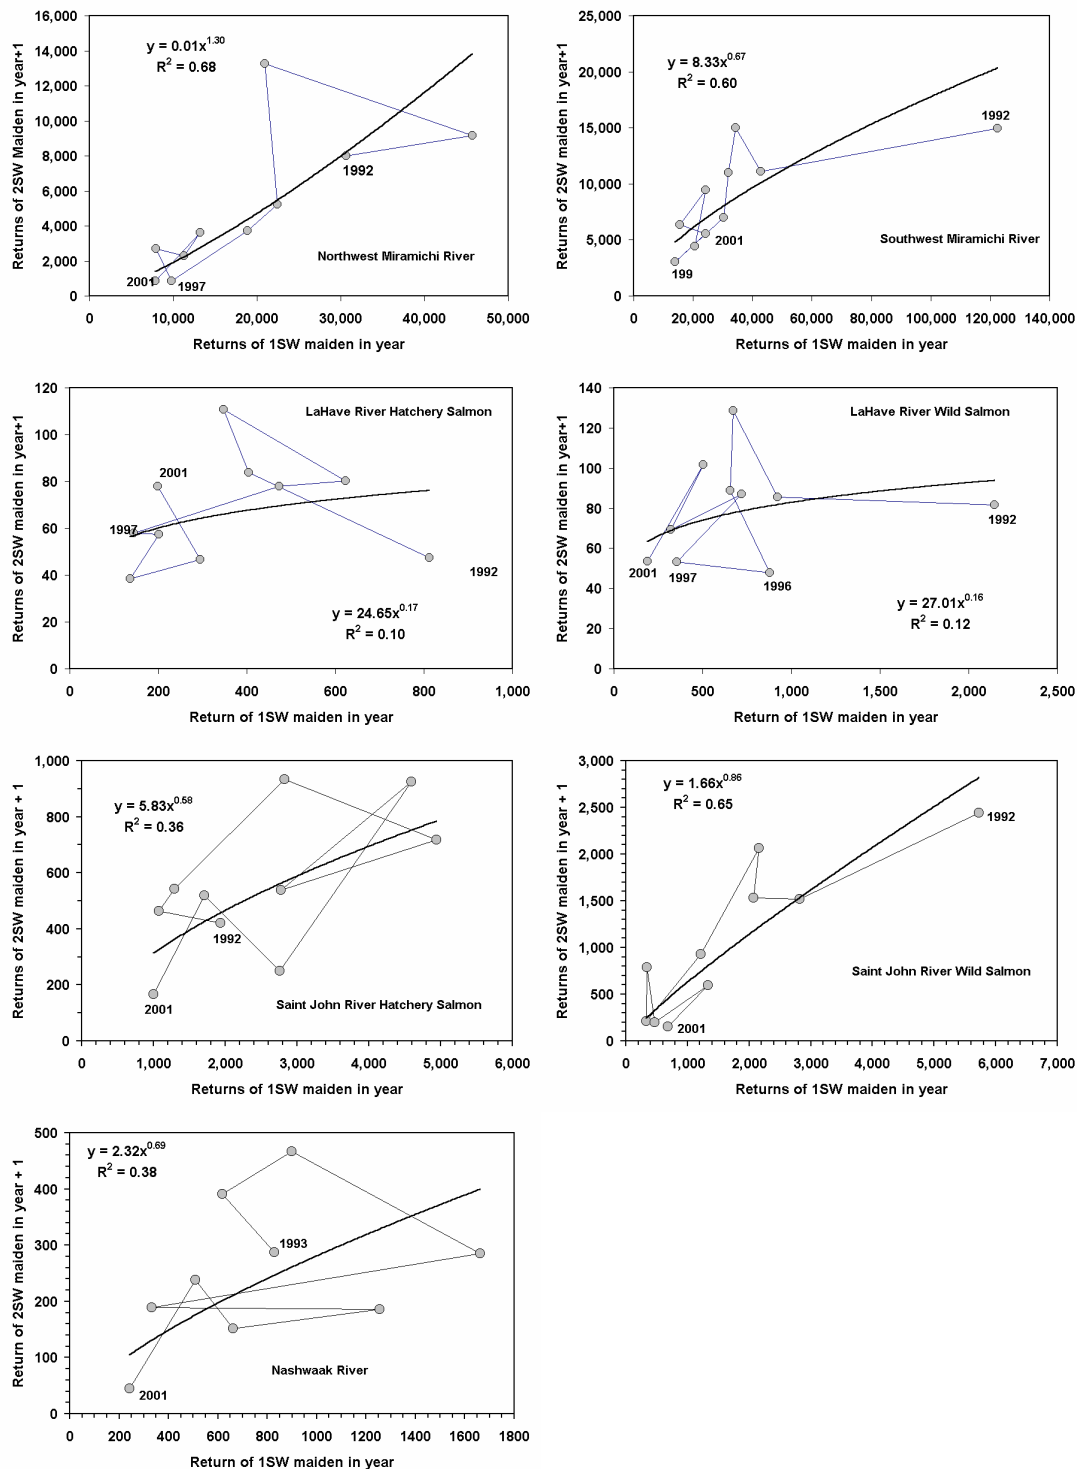 Returns of 2SW Maiden in year+1
16,000
14,000
12,000
10,000
8,000
6,000
4,000
2,000
0
y = 0.01x^1.30
R^2 = 0.68
1992
2001
1997
Northwest Miramichi River
0 10,000 20,000 30,000 40,000 50,000
Returns of 1SW maiden in year
Returns of 2SW maiden in year+1
25,000
20,000
15,000
10,000
5,000
0
y = 8.33x^0.67
R^2 = 0.60
1992
2001
199
Southwest Miramichi River
0 20,000 40,000 60,000 80,000 100,000 120,000 140,000
Returns of 1SW maiden in year
Return of 2SW maiden in year+1
120
100
80
60
40
20
0
LaHave River Hatchery Salmon
2001
1997
1992
y = 24.65x^0.17
R^2 = 0.10
0 200 400 600 800 1,000
Return of 1SW maiden in year
Return of 2SW maiden in year+1
140
120
100
80
60
40
20
0
LaHave River Wild Salmon
1992
2001
1997
1996
y = 27.01x^0.16
R^2 = 0.12
0 500 1,000 1,500 2,000 2,500
Return of 1SW maiden in year
Returns of 2SW maiden in year + 1
1,000
800
600
400
200
0
y = 5.83x^0.58
R^2 = 0.36
1992
2001
Saint John River Hatchery Salmon
0 1,000 2,000 3,000 4,000 5,000 6,000
Returns of 1SW maiden in year
Returns of 2SW maiden in year + 1
3,000
2,500
2,000
1,500
1,000
500
0
y = 1.66x^0.86
R^2 = 0.65
1992
Saint John River Wild Salmon
2001
0 1,000 2,000 3,000 4,000 5,000 6,000 7,000
Returns of 1SW maiden in year
Return of 2SW maiden in year + 1
500
400
300
200
100
0
y = 2.32x^0.69
R^2 = 0.38
1993
Nashwaak River
2001
0 200 400 600 800 1000 1200 1400 1600 1800
Return of 1SW maiden in year